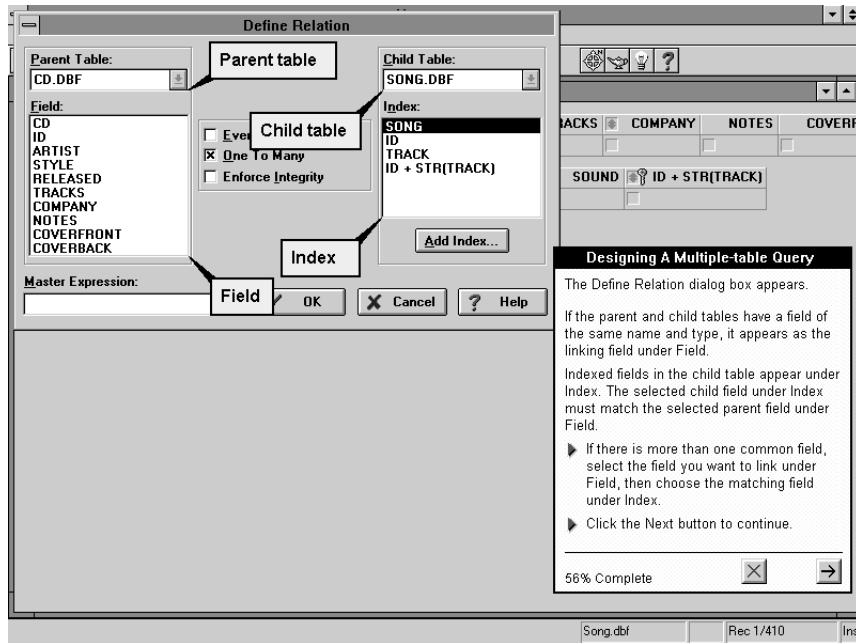 Define Relation
Parent Table:
CD.DBF
Parent table
Child Table:
SONG.DBF
Field:
CD
ID
ARTIST
STYLE
RELEASED
TRACKS
COMPANY
NOTES
COVERFRONT
COVERBACK
Child table
One To Many
Enforce Integrity
Index:
SONG
ID
TRACK
ID + STR(TRACK)
Index
Add Index...
Master Expression:
Field
OK
Cancel
? Help
?
COMPANY NOTES
SOUND ID + STR(TRACK)
Designing A Multiple-table Query
The Define Relation dialog box appears.
If the parent and child tables have a field of
the same name and type, it appears as the
linking field under Field.
Indexed fields in the child table appear under
Index. The selected child field under Index
must match the selected parent field under
Field.
If there is more than one common field,
select the field you want to link under
Field, then choose the matching field
under Index.
Click the Next button to continue.
56% Complete
Song.dbf Rec 1/410